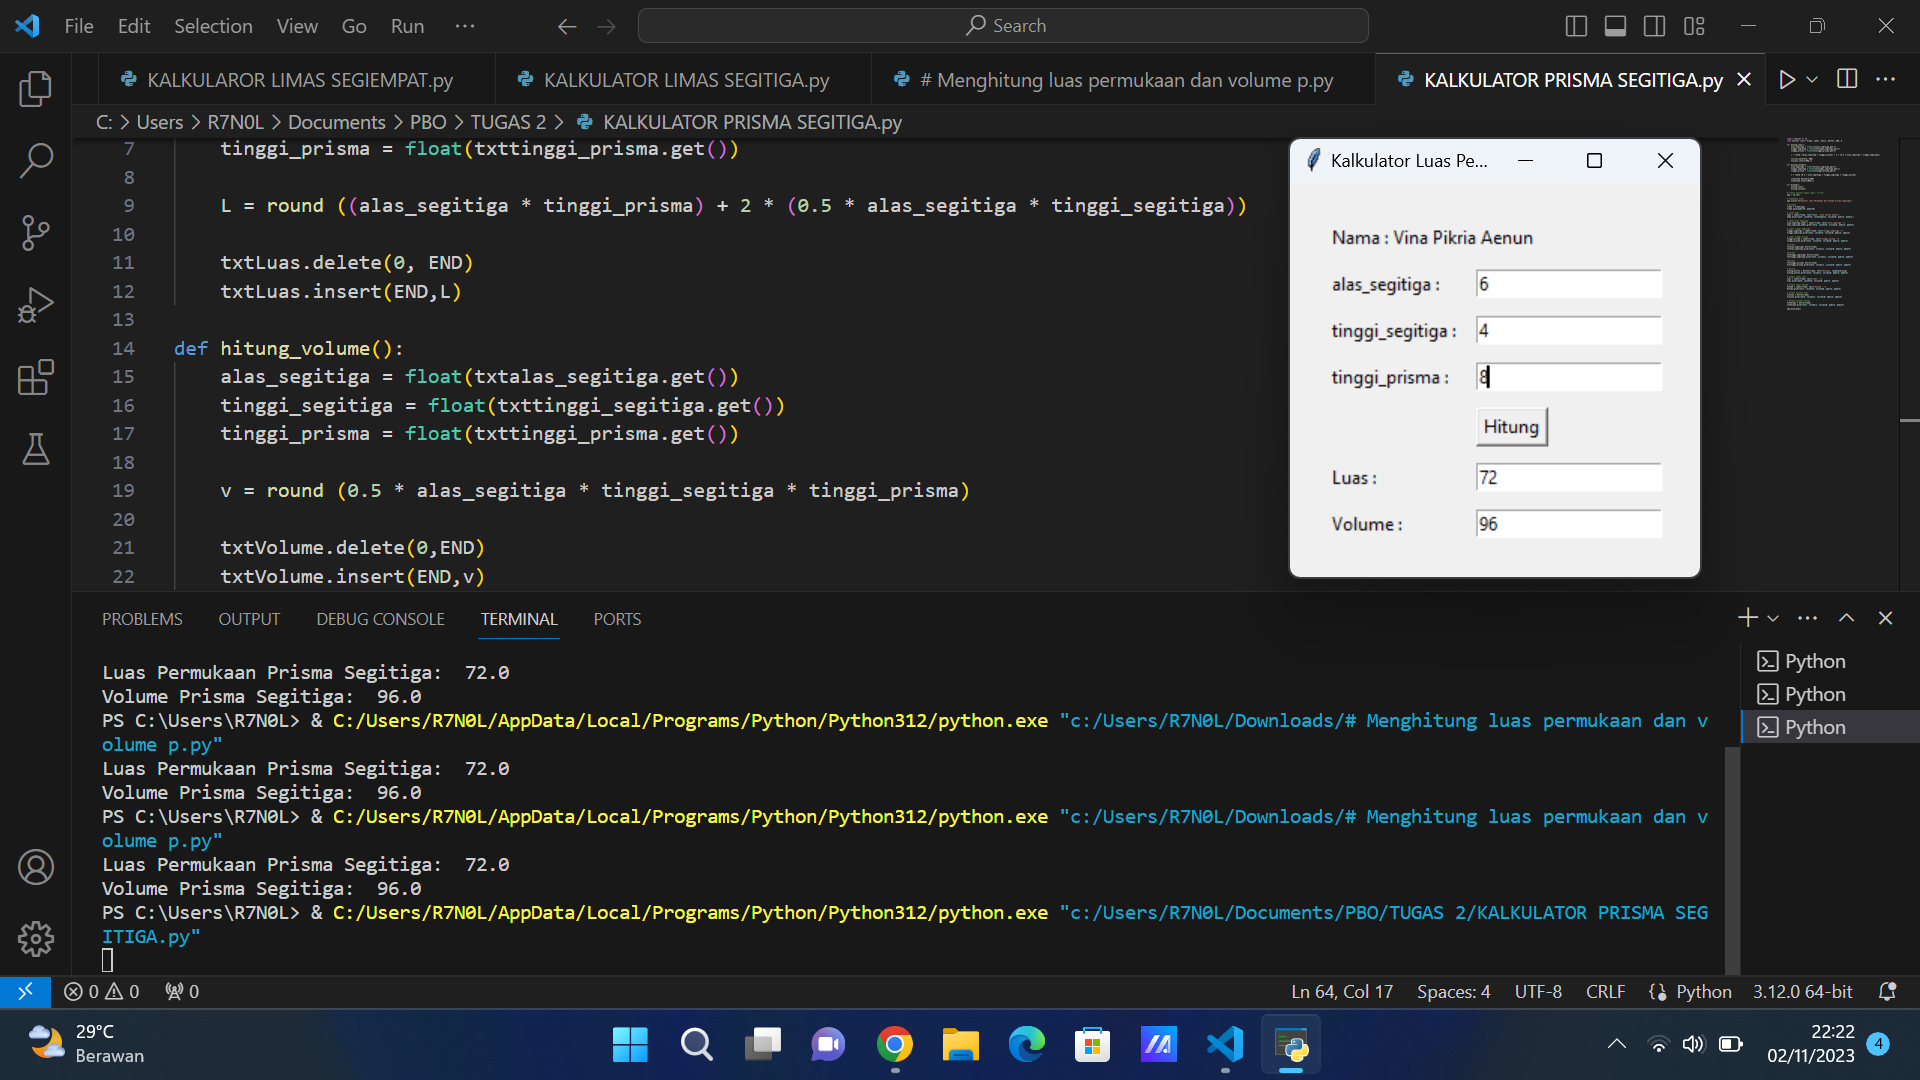 File Edit Selection View Go Run ··· Search
KALKULAROR LIMAS SEGIEMPAT.py KALKULATOR LIMAS SEGITIGA.py # Menghitung luas permukaan dan volume p.py KALKULATOR PRISMA SEGITIGA.py
C: > Users > R7N0L > Documents > PBO > TUGAS 2 > KALKULATOR PRISMA SEGITIGA.py
7 tinggi_prisma = float(txttinggi_prisma.get())
8
9 L = round ((alas_segitiga * tinggi_prisma) + 2 * (0.5 * alas_segitiga * tinggi_segitiga))
10
11 txtLuas.delete(0, END)
12 txtLuas.insert(END,L)
13
14 def hitung_volume():
15 alas_segitiga = float(txtalas_segitiga.get())
16 tinggi_segitiga = float(txttinggi_segitiga.get())
17 tinggi_prisma = float(txttinggi_prisma.get())
18
19 v = round (0.5 * alas_segitiga * tinggi_segitiga * tinggi_prisma)
20
21 txtVolume.delete(0,END)
22 txtVolume.insert(END,v)
Kalkulator Luas Pe...
Nama : Vina Pikria Aenun
alas_segitiga : 6
tinggi_segitiga : 4
tinggi_prisma : 8
Hitung
Luas : 72
Volume : 96
PROBLEMS OUTPUT DEBUG CONSOLE TERMINAL PORTS
Luas Permukaan Prisma Segitiga:  72.0
Volume Prisma Segitiga:  96.0
PS C:\Users\R7N0L> & C:/Users/R7N0L/AppData/Local/Programs/Python/Python312/python.exe "c:/Users/R7N0L/Downloads/# Menghitung luas permukaan dan v
olume p.py"
Luas Permukaan Prisma Segitiga:  72.0
Volume Prisma Segitiga:  96.0
PS C:\Users\R7N0L> & C:/Users/R7N0L/AppData/Local/Programs/Python/Python312/python.exe "c:/Users/R7N0L/Downloads/# Menghitung luas permukaan dan v
olume p.py"
Luas Permukaan Prisma Segitiga:  72.0
Volume Prisma Segitiga:  96.0
PS C:\Users\R7N0L> & C:/Users/R7N0L/AppData/Local/Programs/Python/Python312/python.exe "c:/Users/R7N0L/Documents/PBO/TUGAS 2/KALKULATOR PRISMA SEG
ITIGA.py"
Python
Python
Python
0 0 0 Ln 64, Col 17 Spaces: 4 UTF-8 CRLF Python 3.12.0 64-bit
29°C
Berawan
22:22
02/11/2023
4